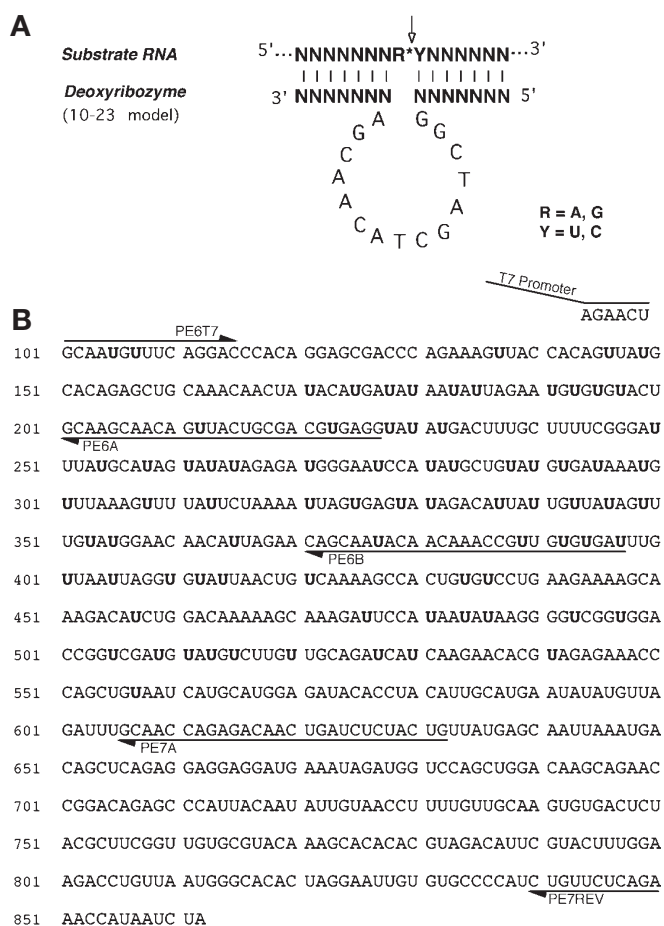 A
Substrate RNA 5'···NNNNNNNR*YNNNNNN···3'
Deoxyribozyme 3'NNNNNNN NNNNNNN 5'
(10-23 model)
A G
G G
C C
A T
A A
C G
A T C
R = A, G
Y = U, C
T7 Promoter
AGAACU
B
PE6T7
101 GCAAUGUUUC AGGACCCACA GGAGCGACCC AGAAAGUUAC CACAGUUAUG
151 CACAGAGCUG CAAACAACUA UACAUGAUAU AAUAUUAGAA UGUGUGUACU
201 GCAAGCAACA GUUACUGCGA CGUGAGGUAU AUGACUUUGC UUUUCGGGAU
PE6A
251 UUAUGCAUAG UAUAUAGAGA UGGGAAUCCA UAUGCUGUAU GUGAUAAAUG
301 UUUAAAGUUU UAUUCUAAAA UUAGUGAGUA UAGACAUUAU UGUUAUAGUU
351 UGUAUGGAAC AACAUUAGAA CAGCAAUACA ACAAACCGUU GUGUGAUUUG
PE6B
401 UUAAUUAGGU GUAUUAACUG UCAAAAGCCA CUGUGUCCUG AAGAAAAGCA
451 AAGACAUCUG GACAAAAAGC AAAGAUUCCA UAAUAUAAGG GGUCGGUGGA
501 CCGGUCGAUG UAUGUCUUGU UGCAGAUCAU CAAGAACACG UAGAGAAACC
551 CAGCUGUAAU CAUGCAUGGA GAUACACCUA CAUUGCAUGA AUAUAUGUUA
601 GAUUUGCAAC CAGAGACAAC UGAUCUCUAC UGUUAUGAGC AAUUAAAUGA
PE7A
651 CAGCUCAGAG GAGGAGGAUG AAAUAGAUGG UCCAGCUGGA CAAGCAGAAC
701 CGGACAGAGC CCAUUACAAU AUUGUAACCU UUUGUUGCAA GUGUGACUCU
751 ACGCUUCGGU UGUGCGUACA AAGCACACAC GUAGACAUUC GUACUUUGGA
801 AGACCUGUUA AUGGGCACAC UAGGAAUUGU GUGCCCCAUC UGUUCUCAGA
PE7REV
851 AACCAUAAUC UA